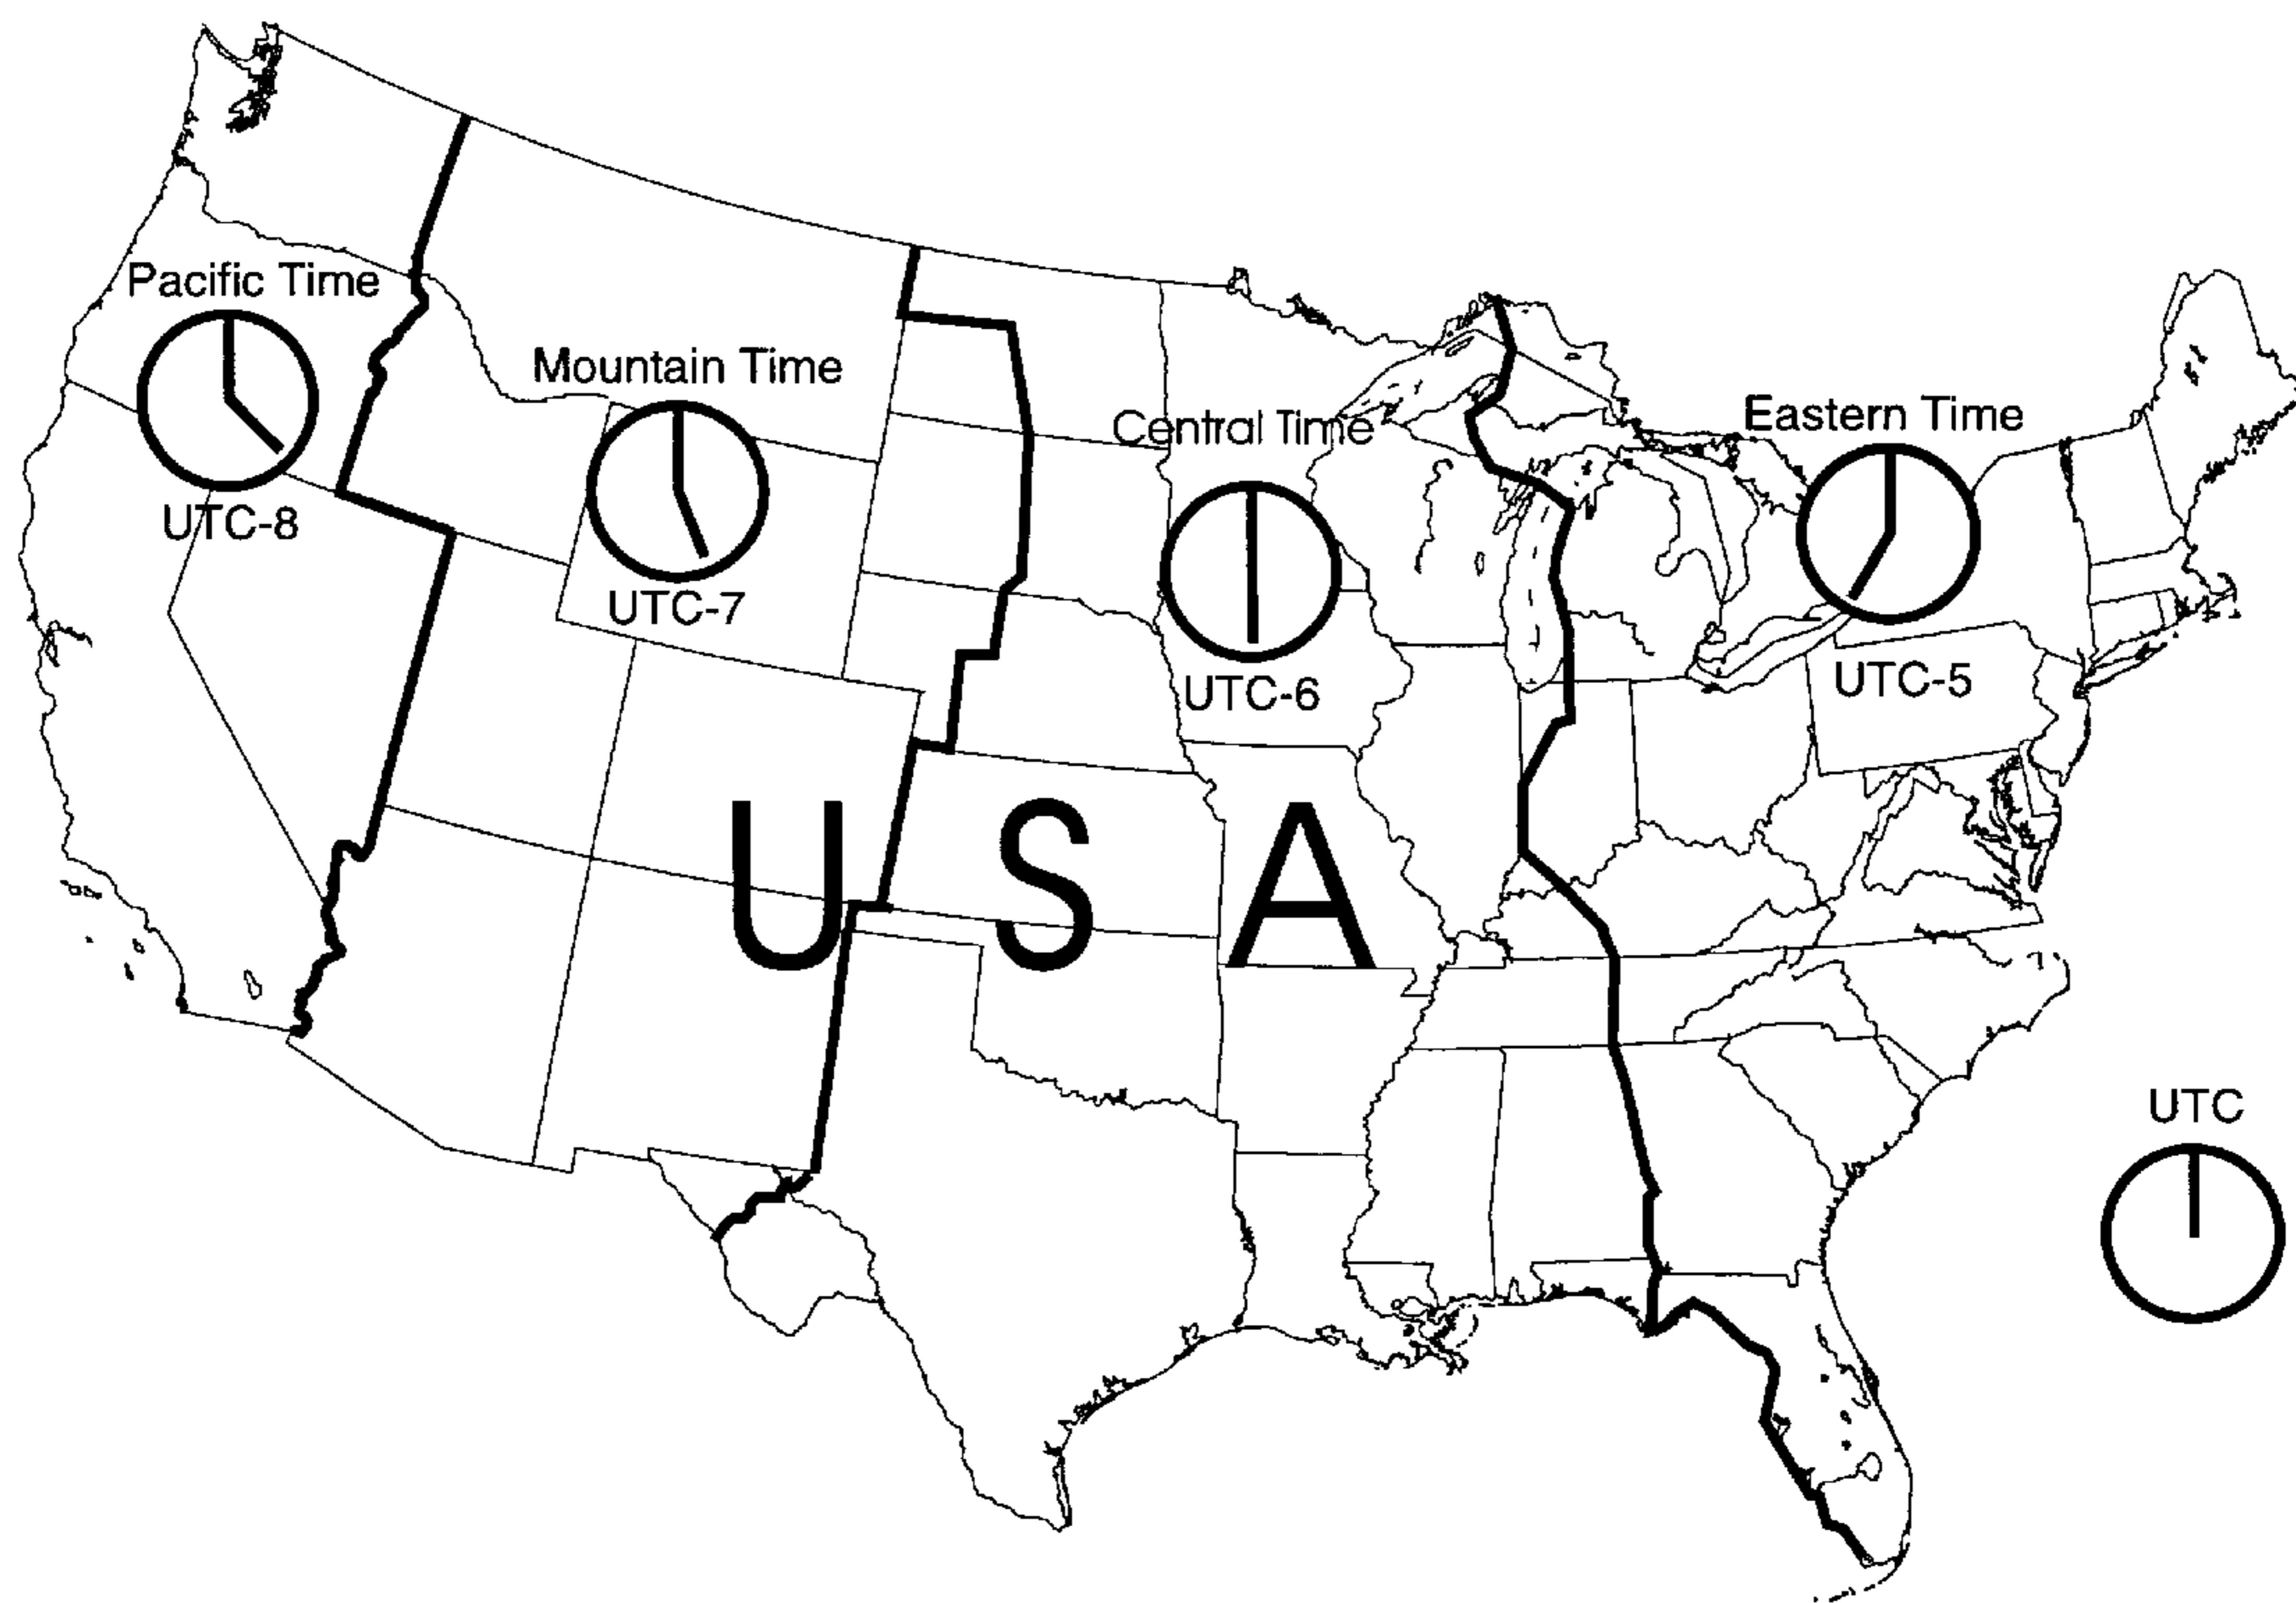 Pacific Time
UTC-8
Mountain Time
UTC-7
Central Time
UTC-6
Eastern Time
UTC-5
U S A
UTC